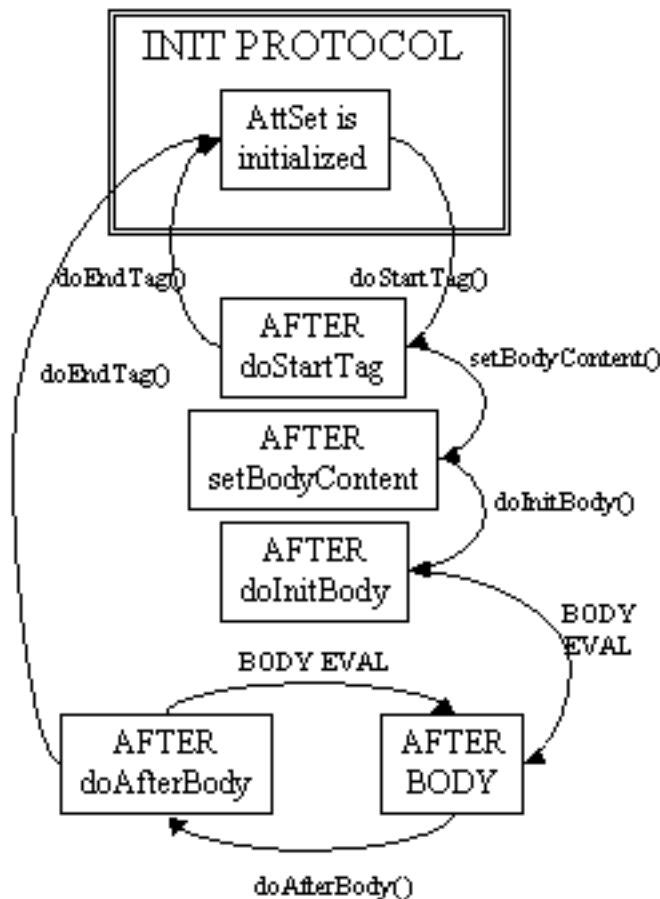 INIT PROTOCOL
AttSet is
initialized
doEndTag()
doStartTag()
AFTER
doStartTag
setBodyContent()
doEndTag()
AFTER
setBodyContent
doInitBody()
AFTER
doInitBody
BODY
EVAL
BODY EVAL
AFTER
doAfterBody
AFTER
BODY
doAfterBody()